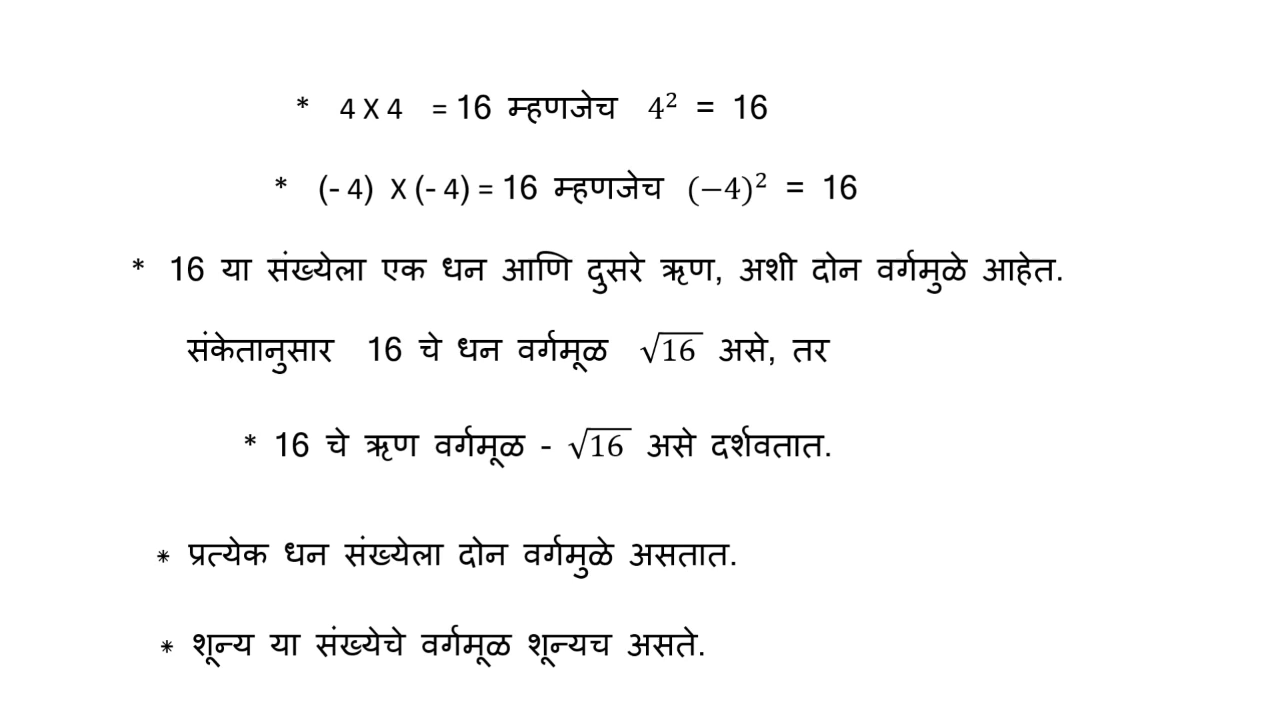 * 4 X 4 = 16 म्हणजेच 4² = 16
* (- 4) X (- 4) = 16 म्हणजेच (−4)² = 16
* 16 या संख्येला एक धन आणि दुसरे ऋण, अशी दोन वर्गमुळे आहेत.
संकेतानुसार 16 चे धन वर्गमूळ √16 असे, तर
* 16 चे ऋण वर्गमूळ - √16 असे दर्शवतात.
* प्रत्येक धन संख्येला दोन वर्गमुळे असतात.
* शून्य या संख्येचे वर्गमूळ शून्यच असते.